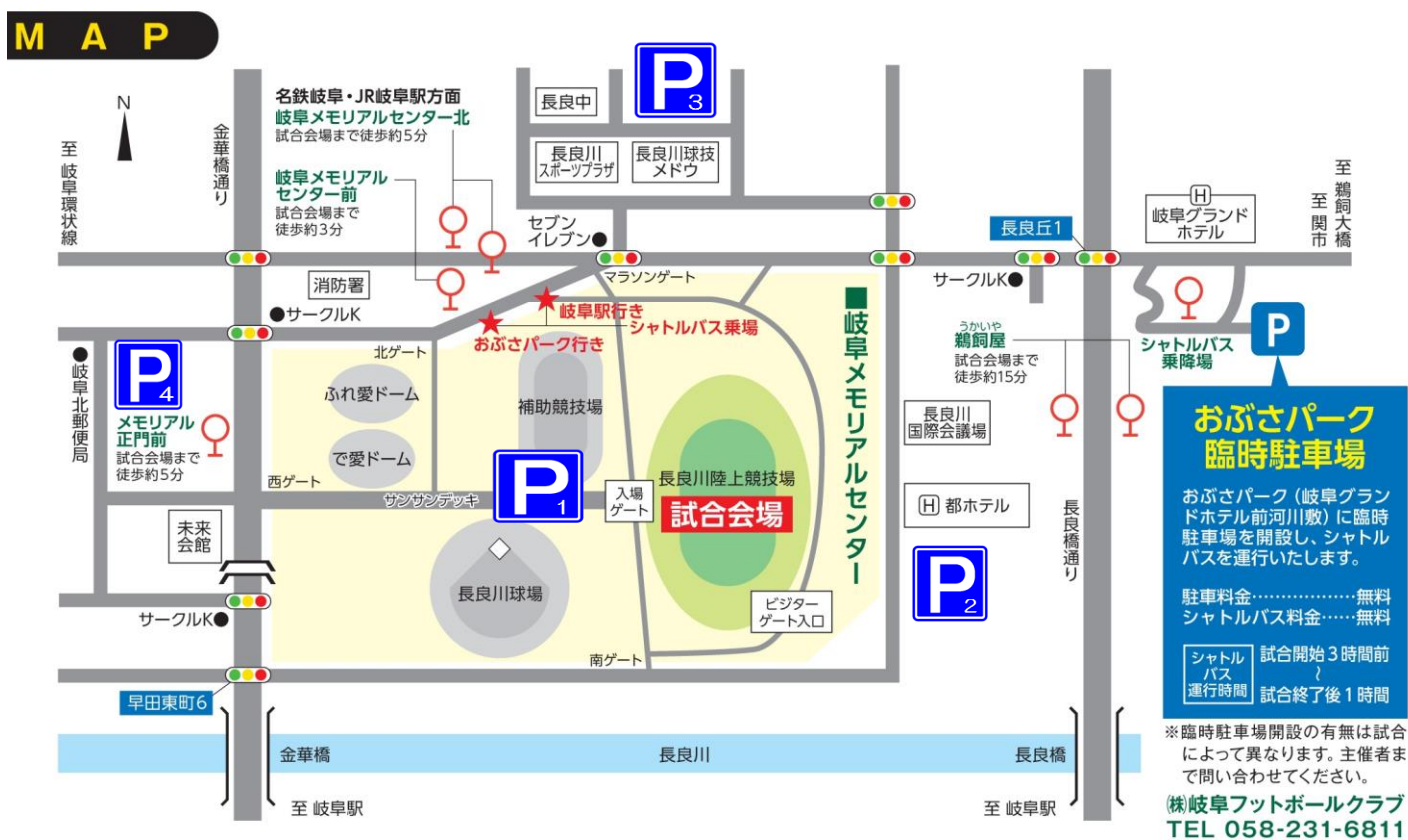 MAP
N
至 岐阜環状線
金華橋通り
名鉄岐阜・JR岐阜駅方面
岐阜メモリアルセンター北
試合会場まで徒歩約5分
岐阜メモリアル
センター前
試合会場まで
徒歩約3分
長良中
P3
長良川
スポーツプラザ
長良川球技
メドウ
セブン
イレブン
長良丘1
H
岐阜グランド
ホテル
至 関市
至 鵜飼大橋
消防署
サークルK
マラソンゲート
サークルK
岐阜駅行き
シャトルバス乗場
おぶさパーク行き
■岐阜メモリアルセンター
うかいや
鵜飼屋
試合会場まで
徒歩約15分
シャトルバス
乗降場
P
岐阜北郵便局
P4
メモリアル
正門前
試合会場まで
徒歩約5分
北ゲート
ふれ愛ドーム
で愛ドーム
西ゲート
サンサンデッキ
補助競技場
P1
入場
ゲート
長良川陸上競技場
試合会場
長良川
国際会議場
H 都ホテル
P2
長良橋通り
未来
会館
サークルK
長良川球場
ビジター
ゲート入口
南ゲート
早田東町6
金華橋
長良川
長良橋
至 岐阜駅
至 岐阜駅
おぶさパーク
臨時駐車場
おぶさパーク(岐阜グラン
ドホテル前河川敷)に臨時
駐車場を開設し、シャトル
バスを運行いたします。
駐車料金………………無料
シャトルバス料金……無料
シャトル
バス
運行時間
試合開始3時間前
〜
試合終了後1時間
※臨時駐車場開設の有無は試合
によって異なります。主催者ま
で問い合わせてください。
㈱岐阜フットボールクラブ
TEL 058-231-6811